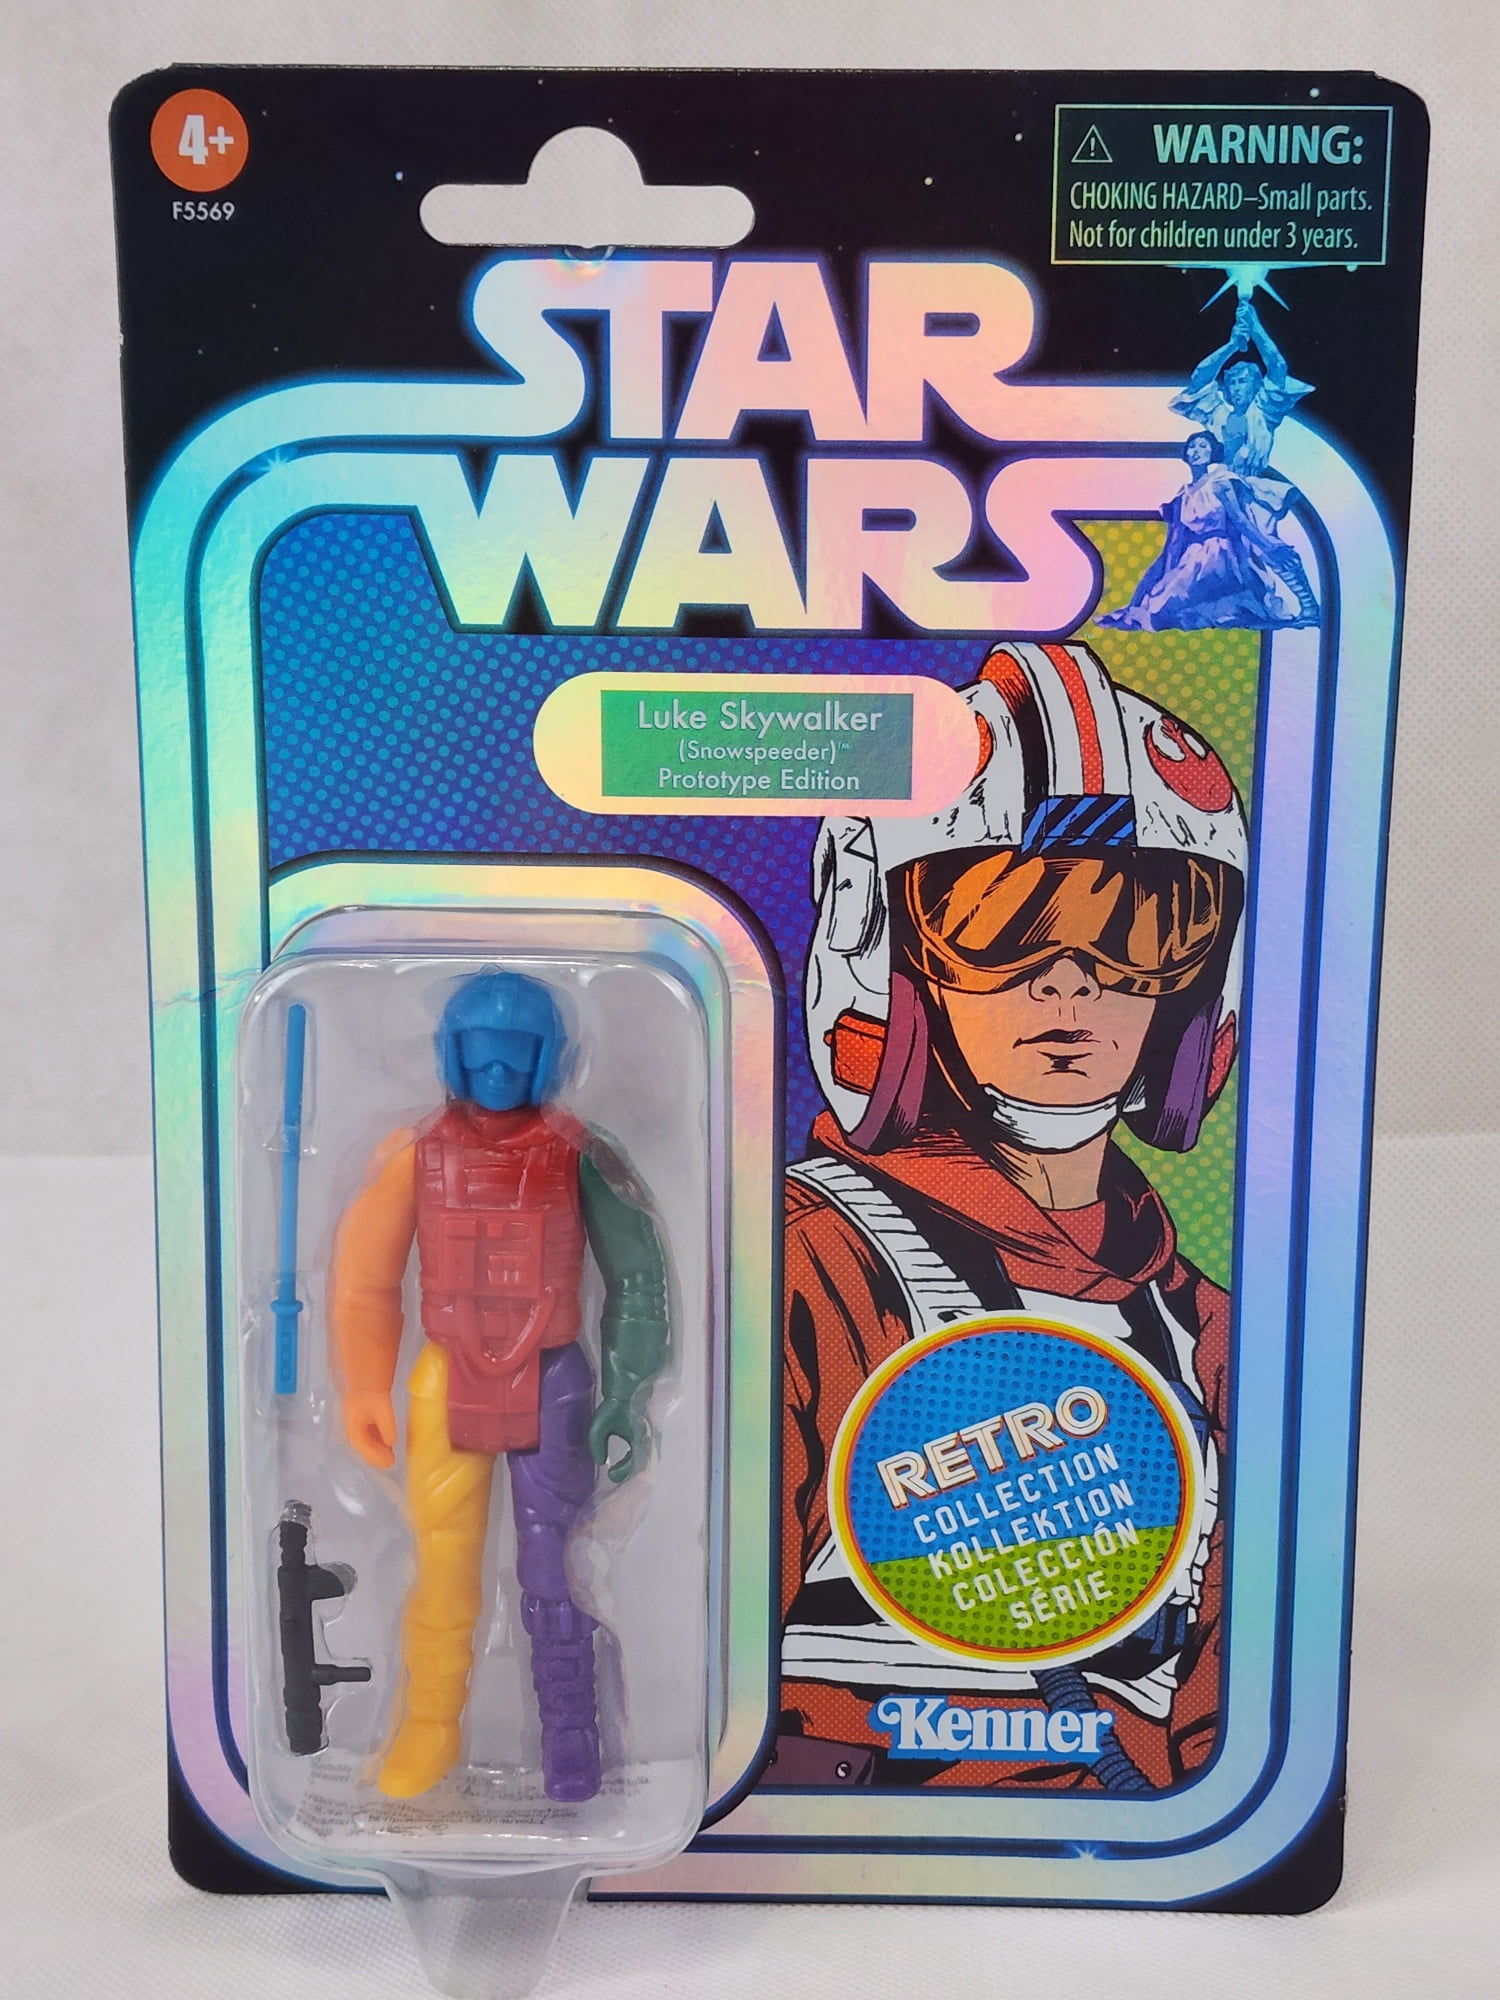 4+
F5569
⚠ WARNING:
CHOKING HAZARD–Small parts.
Not for children under 3 years.
STAR
WARS
Luke Skywalker
(Snowspeeder)™
Prototype Edition
RETRO
COLLECTION
KOLLEKTION
COLECCIÓN
SÉRIE
Kenner